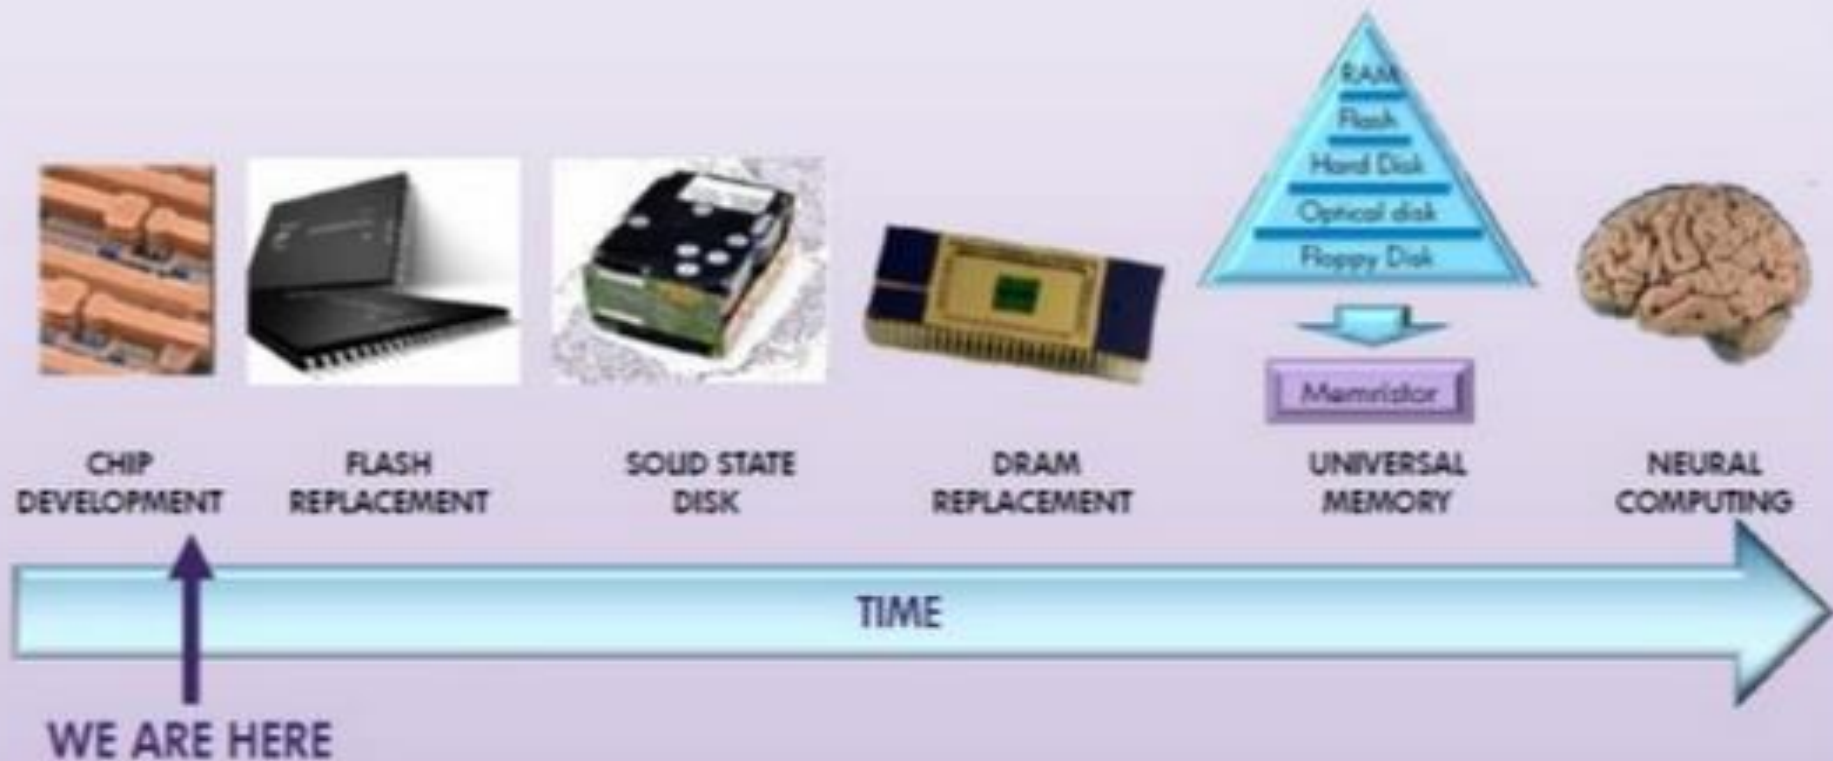 RAM
Flash
Hard Disk
Optical disk
Floppy Disk
Memristor
CHIP
DEVELOPMENT
FLASH
REPLACEMENT
SOLID STATE
DISK
DRAM
REPLACEMENT
UNIVERSAL
MEMORY
NEURAL
COMPUTING
TIME
WE ARE HERE